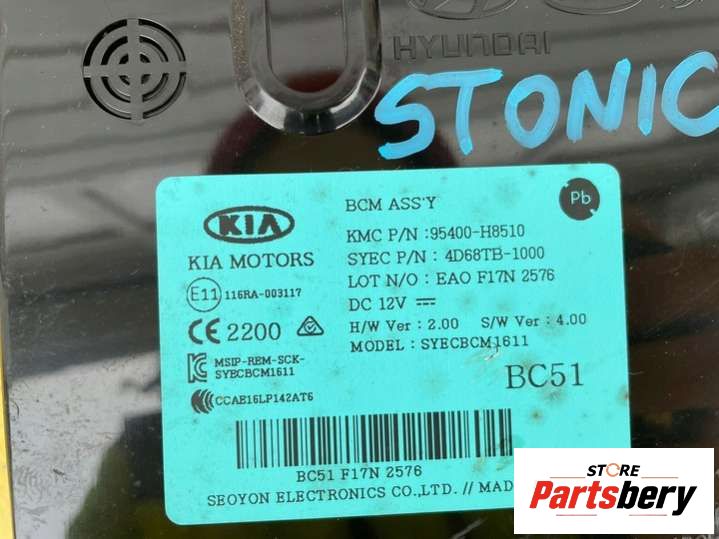 HYUNDAI
STONIC
KIA
KIA MOTORS
BCM ASS'Y
Pb
KMC P/N : 95400-H8510
SYEC P/N : 4D68TB-1000
LOT N/O : EAO F17N 2576
DC 12V
H/W Ver : 2.00 S/W Ver : 4.00
MODEL : SYECBCM1611
E11 116RA-003117
CE 2200
MSIP-REM-SCK-
SYECBCM1611
CCAB16LP142AT6
BC51
BC51 F17N 2576
SEOYON ELECTRONICS CO.,LTD. // MAD
STORE
Partsbery